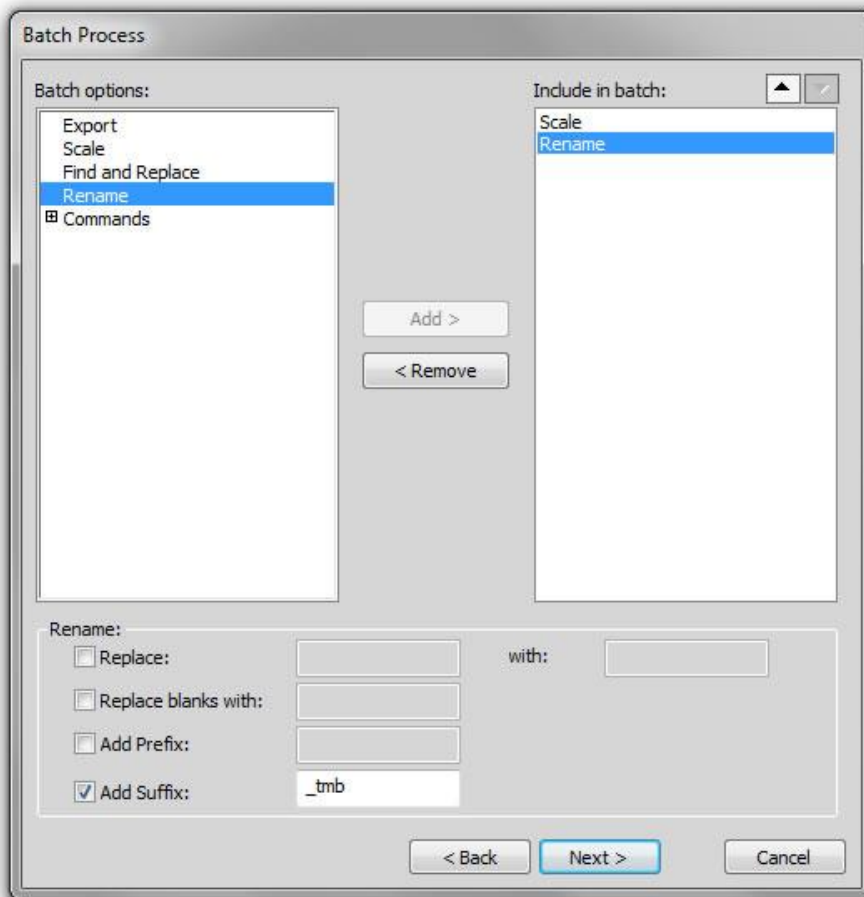 Batch Process
Batch options:
Export
Scale
Find and Replace
Rename
Commands
Add >
< Remove
Include in batch:
Scale
Rename
Rename:
Replace: with:
Replace blanks with:
Add Prefix:
Add Suffix: _tmb
< Back Next > Cancel